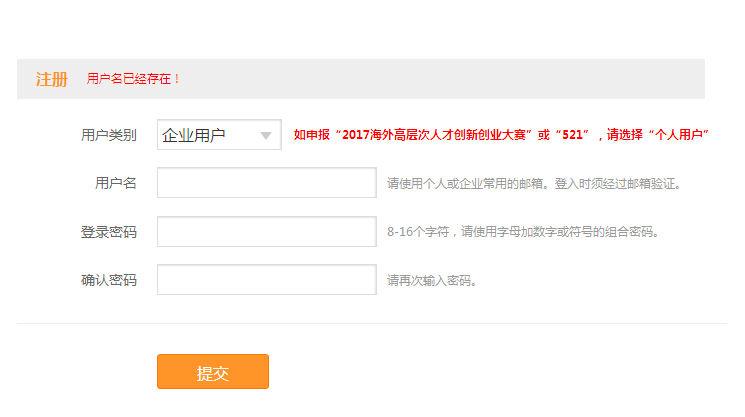 注册 用户名已经存在！
用户类别 企业用户 如申报“2017海外高层次人才创新创业大赛”或“521”，请选择“个人用户”
用户名 请使用个人或企业常用的邮箱。登入时须经过邮箱验证。
登录密码 8-16个字符，请使用字母加数字或符号的组合密码。
确认密码 请再次输入密码。
提交